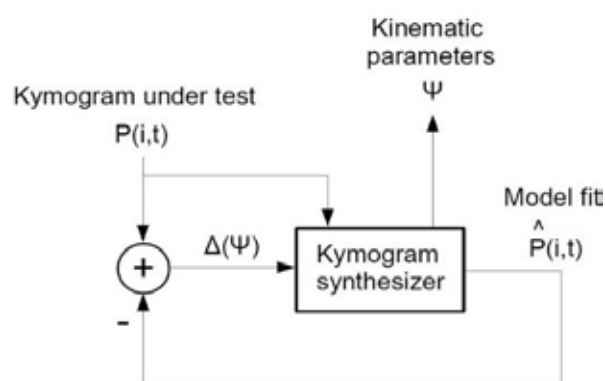 Kinematic
parameters
Ψ
Kymogram under test
P(i,t)
Model fit
^
P(i,t)
Δ(Ψ)
+
Kymogram
synthesizer
-